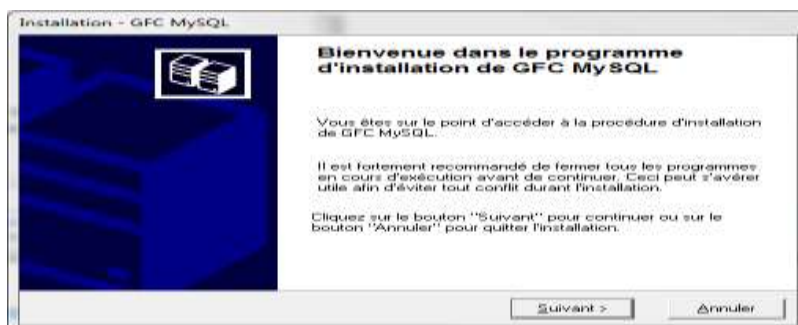 Installation - GFC MySQL
Bienvenue dans le programme
d'installation de GFC MySQL
Vous êtes sur le point d'accéder à la procédure d'installation
de GFC MySQL.
Il est fortement recommandé de fermer tous les programmes
en cours d'exécution avant de continuer. Ceci peut s'avérer
utile afin d'éviter tout conflit durant l'installation.
Cliquez sur le bouton "Suivant" pour continuer ou sur le
bouton "Annuler" pour quitter l'installation.
Suivant >
Annuler